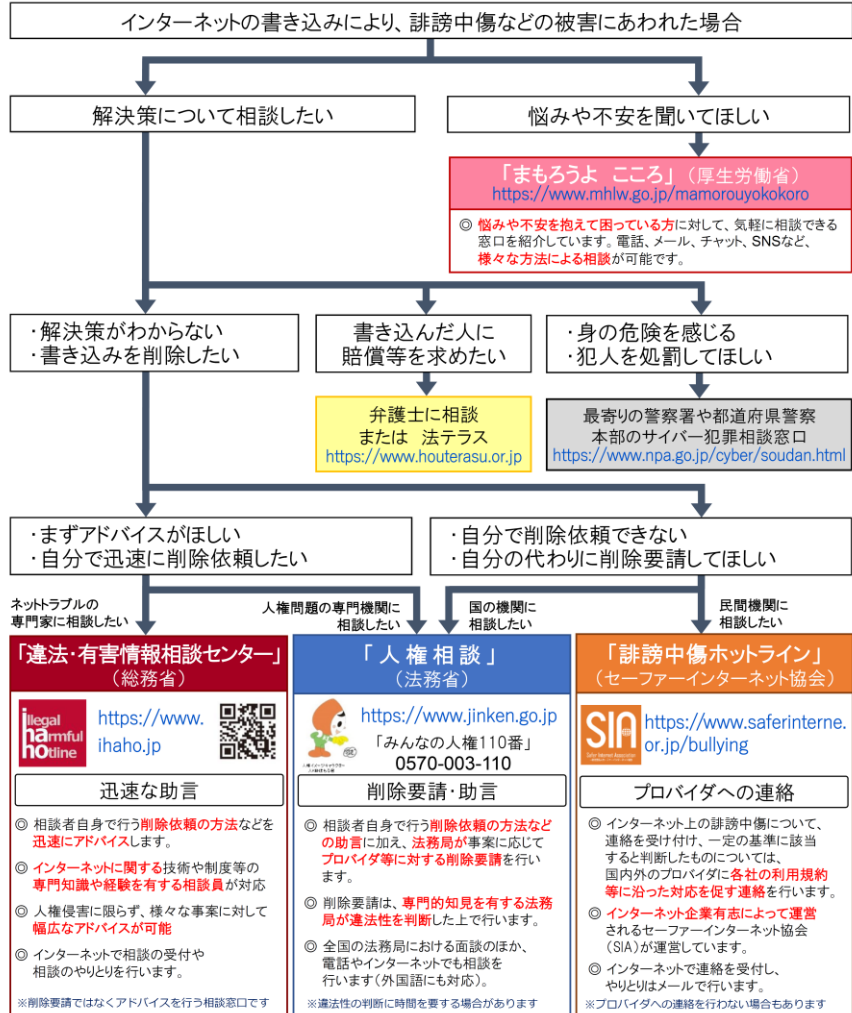 インターネットの書き込みにより、誹謗中傷などの被害にあわれた場合
解決策について相談したい
悩みや不安を聞いてほしい
「まもろうよ こころ」(厚生労働省)
https://www.mhlw.go.jp/mamorouyokokoro
◎ 悩みや不安を抱えて困っている方に対して、気軽に相談できる
窓口を紹介しています。電話、メール、チャット、SNSなど、
様々な方法による相談が可能です。
・解決策がわからない
・書き込みを削除したい
書き込んだ人に
賠償等を求めたい
・身の危険を感じる
・犯人を処罰してほしい
弁護士に相談
または 法テラス
https://www.houterasu.or.jp
最寄りの警察署や都道府県警察
本部のサイバー犯罪相談窓口
https://www.npa.go.jp/cyber/soudan.html
・まずアドバイスがほしい
・自分で迅速に削除依頼したい
・自分で削除依頼できない
・自分の代わりに削除要請してほしい
ネットトラブルの
専門家に相談したい
人権問題の専門機関に
相談したい
国の機関に
相談したい
民間機関に
相談したい
「違法・有害情報相談センター」
(総務省)
illegal
harmful
hotline
https://www.
ihaho.jp
迅速な助言
◎ 相談者自身で行う削除依頼の方法などを
迅速にアドバイスします。
◎ インターネットに関する技術や制度等の
専門知識や経験を有する相談員が対応
◎ 人権侵害に限らず、様々な事案に対して
幅広なアドバイスが可能
◎ インターネットで相談の受付や
相談のやりとりを行います。
※削除要請ではなくアドバイスを行う相談窓口です
「人権相談」
(法務省)
https://www.jinken.go.jp
「みんなの人権110番」
0570-003-110
削除要請・助言
◎ 相談者自身で行う削除依頼の方法など
の助言に加え、法務局が事案に応じて
プロバイダ等に対する削除要請を行い
ます。
◎ 削除要請は、専門的知見を有する法務
局が違法性を判断した上で行います。
◎ 全国の法務局における面談のほか、
電話やインターネットでも相談を
行います(外国語にも対応)。
※違法性の判断に時間を要する場合があります
「誹謗中傷ホットライン」
(セーファーインターネット協会)
SIA
Safer Internet Association
https://www.saferinterne.
or.jp/bullying
プロバイダへの連絡
◎ インターネット上の誹謗中傷について、
連絡を受け付け、一定の基準に該当
すると判断したものについては、
国内外のプロバイダに各社の利用規約
等に沿った対応を促す連絡を行います。
◎ インターネット企業有志によって運営
されるセーファーインターネット協会
(SIA)が運営しています。
◎ インターネットで連絡を受付し、
やりとりはメールで行います。
※プロバイダへの連絡を行わない場合もあります